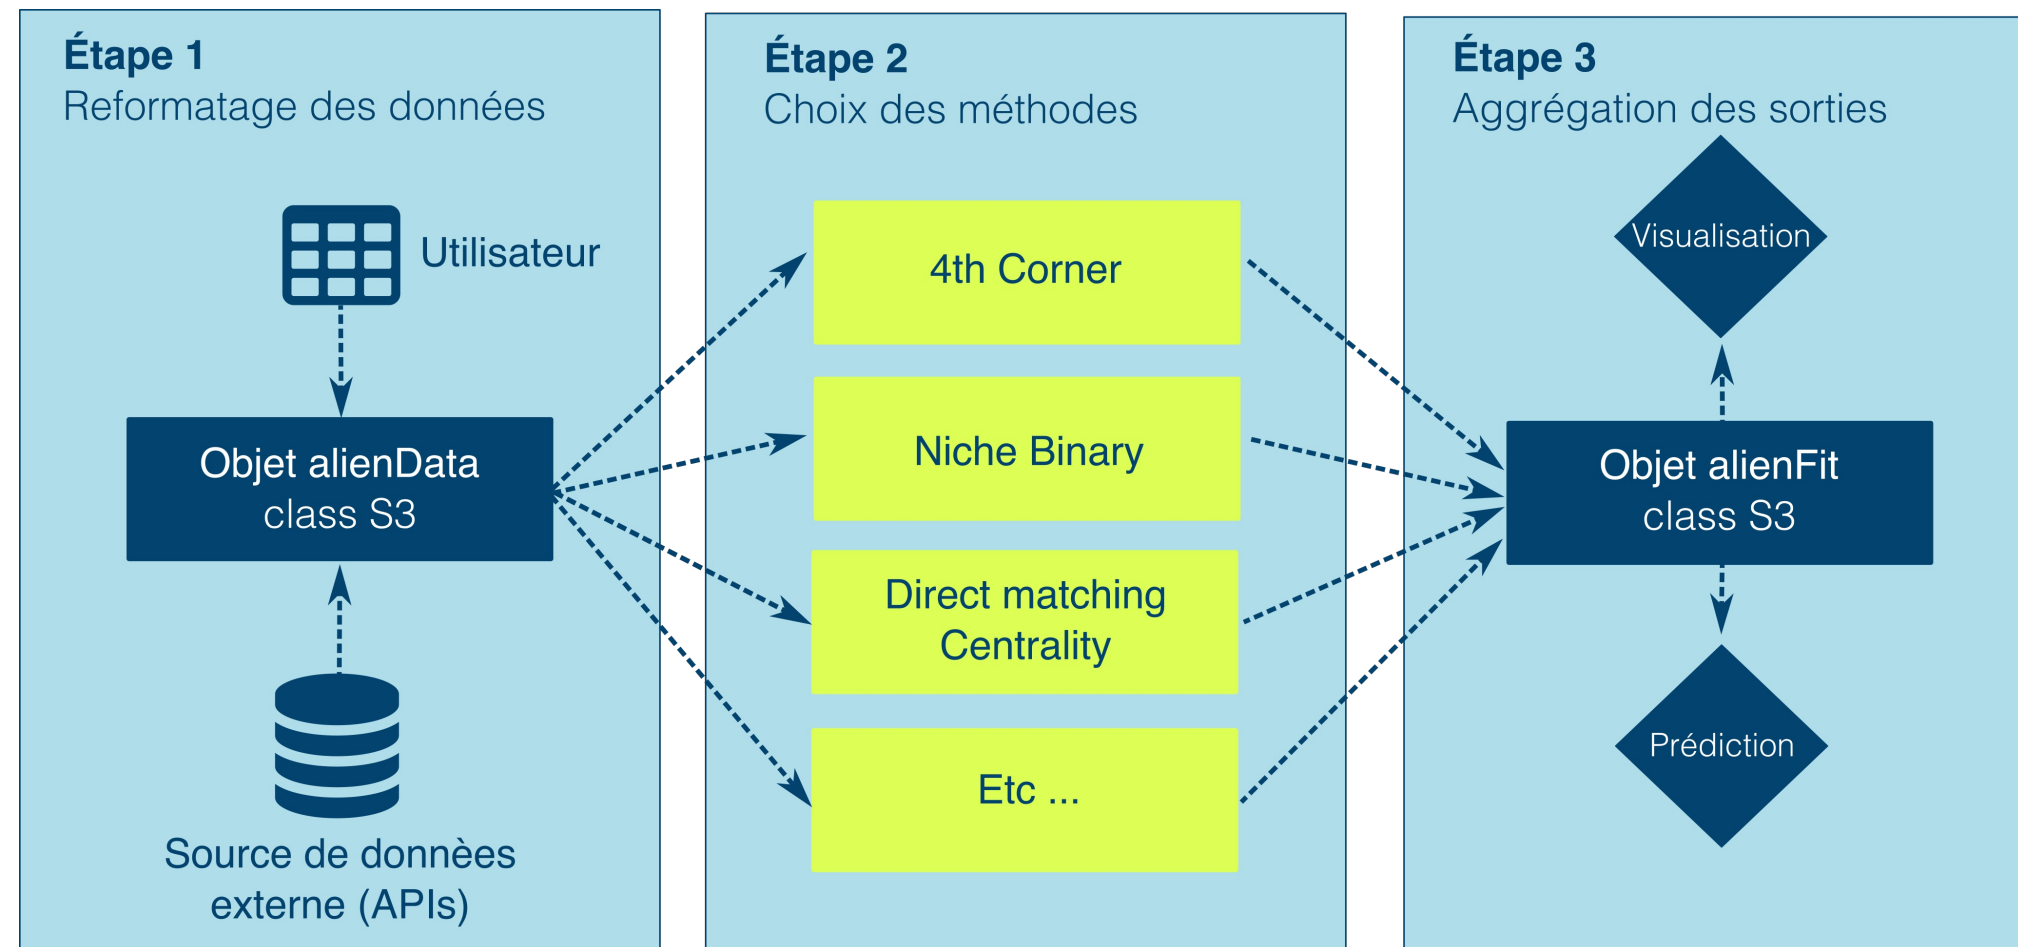 Étape 1
Reformatage des données
Utilisateur
Objet alienData
class S3
Source de donnèes
externe (APIs)
Étape 2
Choix des méthodes
4th Corner
Niche Binary
Direct matching
Centrality
Etc ...
Étape 3
Aggrégation des sorties
Visualisation
Objet alienFit
class S3
Prédiction